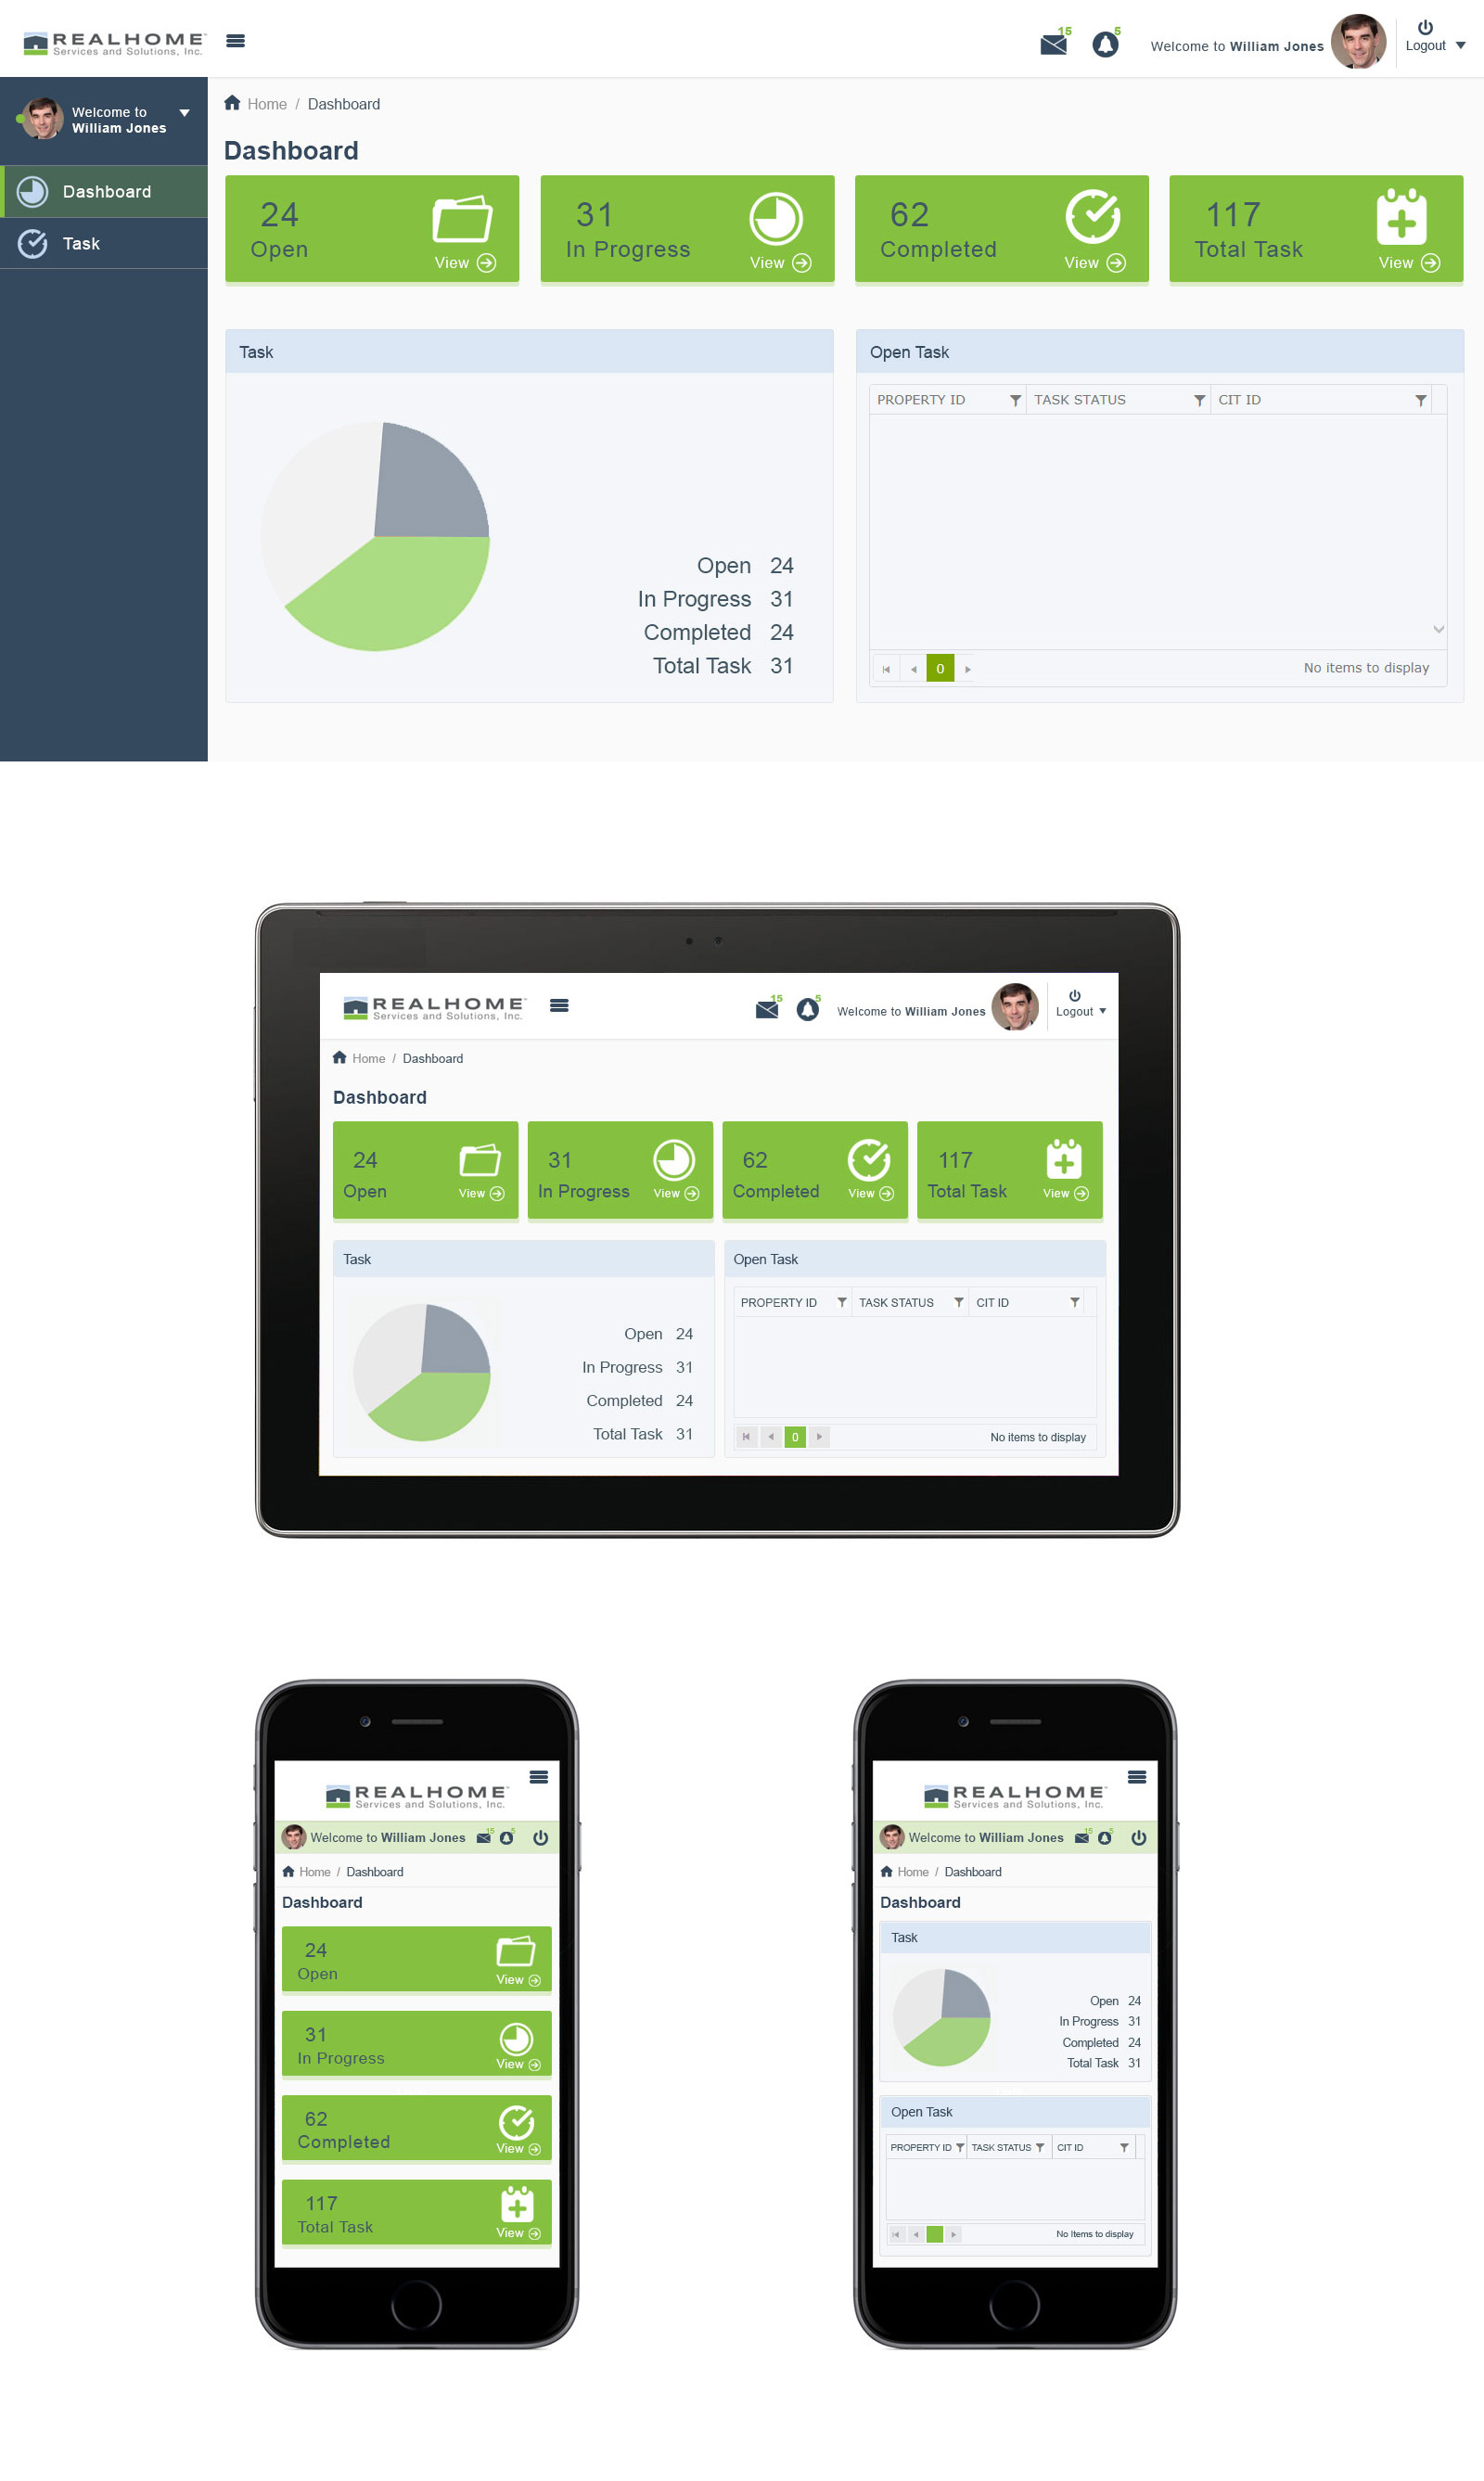 REALHOME™
Services and Solutions, Inc.
15
5
Welcome to William Jones
Logout
Welcome to
William Jones
Dashboard
Task
Home / Dashboard
Dashboard
24
Open
View
31
In Progress
View
62
Completed
View
117
Total Task
View
Task
Open 24
In Progress 31
Completed 24
Total Task 31
Open Task
PROPERTY ID TASK STATUS CIT ID
0
No items to display
REALHOME™
Services and Solutions, Inc.
15
5
Welcome to William Jones
Logout
Home / Dashboard
Dashboard
24
Open
View
31
In Progress
View
62
Completed
View
117
Total Task
View
Task
Open 24
In Progress 31
Completed 24
Total Task 31
Open Task
PROPERTY ID TASK STATUS CIT ID
0
No items to display
REALHOME™
Services and Solutions, Inc.
Welcome to William Jones
15
5
Home / Dashboard
Dashboard
24
Open
View
31
In Progress
View
62
Completed
View
117
Total Task
View
REALHOME™
Services and Solutions, Inc.
Welcome to William Jones
15
5
Home / Dashboard
Dashboard
Task
Open 24
In Progress 31
Completed 24
Total Task 31
Open Task
PROPERTY ID TASK STATUS CIT ID
No Items to display